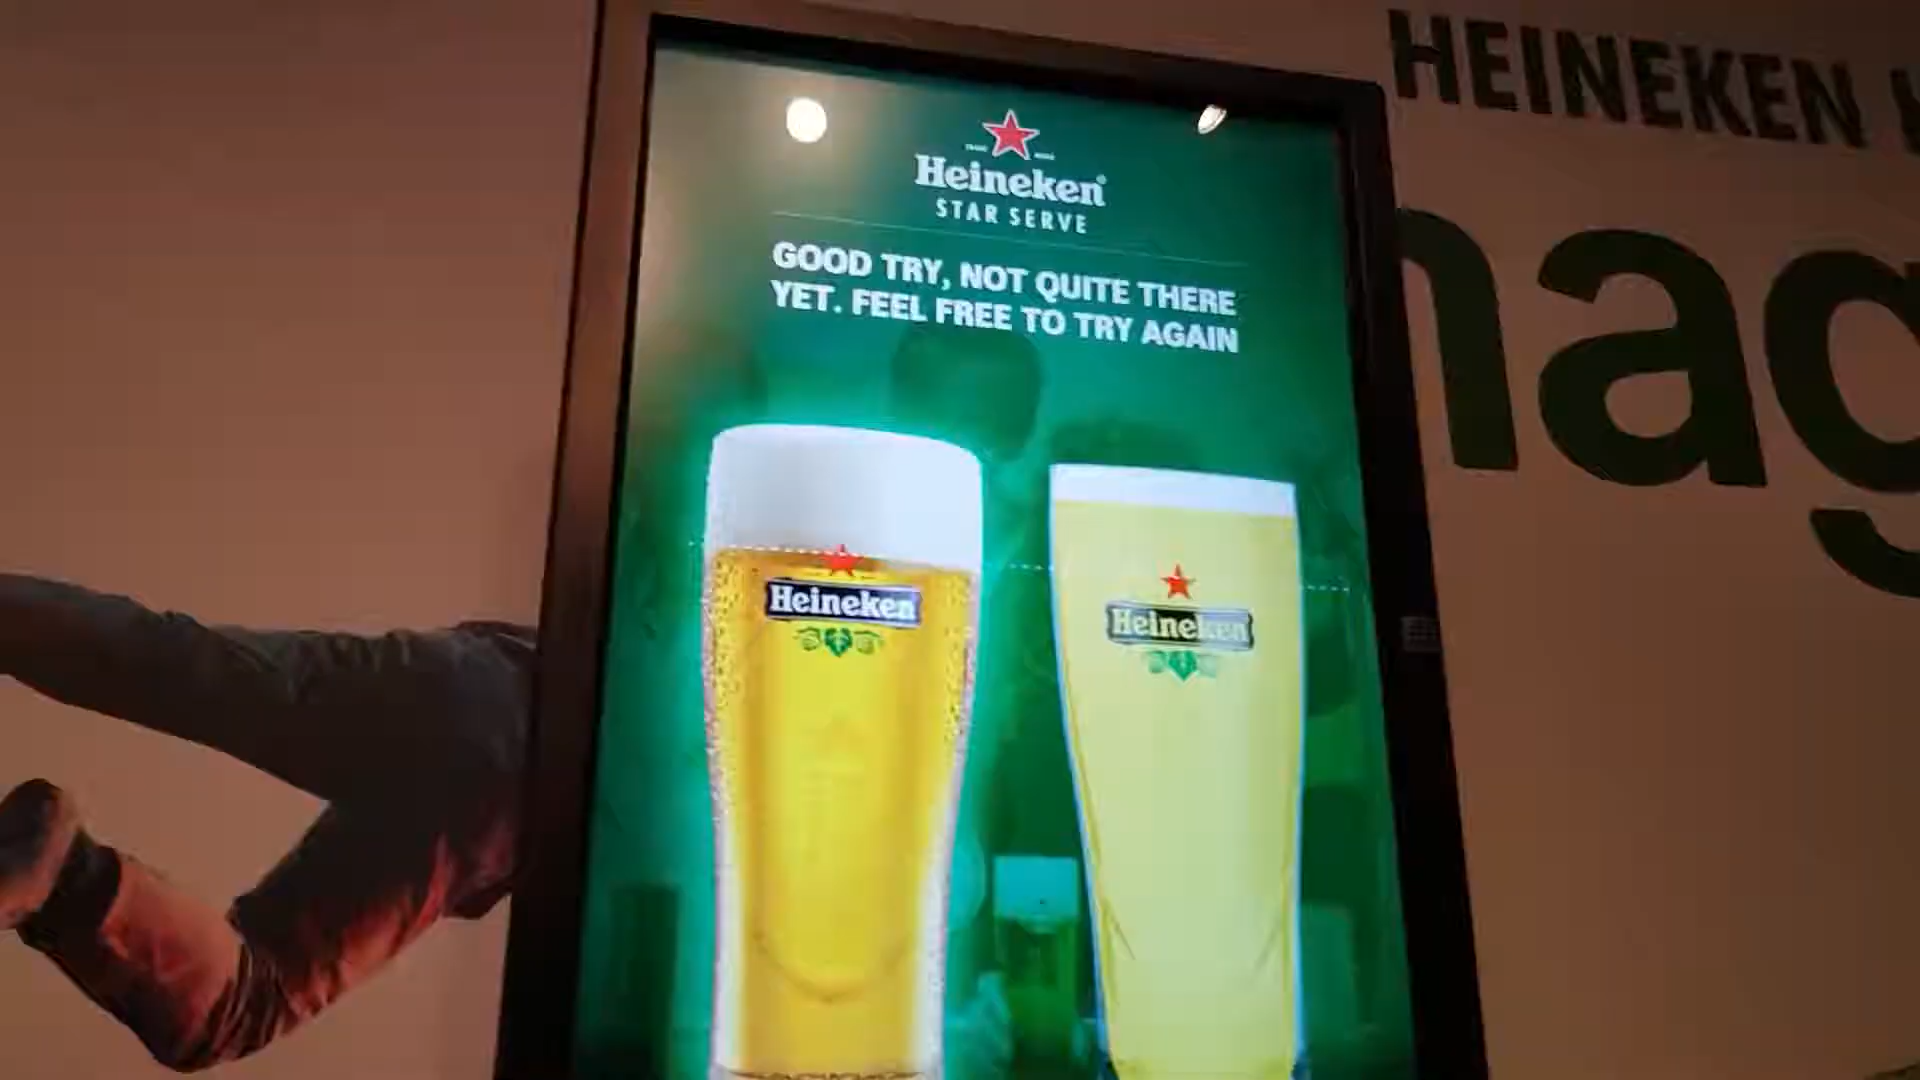 HEINEKEN
nag
Heineken
STAR SERVE
GOOD TRY, NOT QUITE THERE
YET. FEEL FREE TO TRY AGAIN
Heineken
Heineken